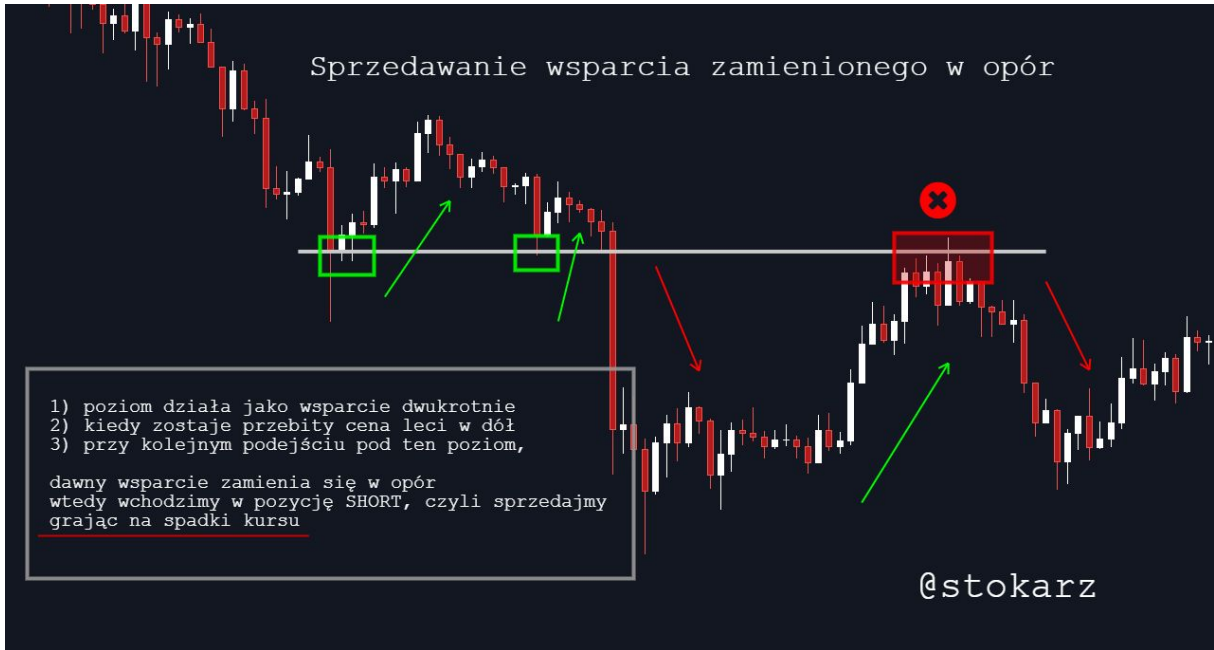 Sprzedawanie wsparcia zamienionego w opór
1) poziom działa jako wsparcie dwukrotnie
2) kiedy zostaje przebity cena leci w dół
3) przy kolejnym podejściu pod ten poziom,
dawny wsparcie zamienia się w opór
wtedy wchodzimy w pozycję SHORT, czyli sprzedajmy
grając na spadki kursu
@stokarz